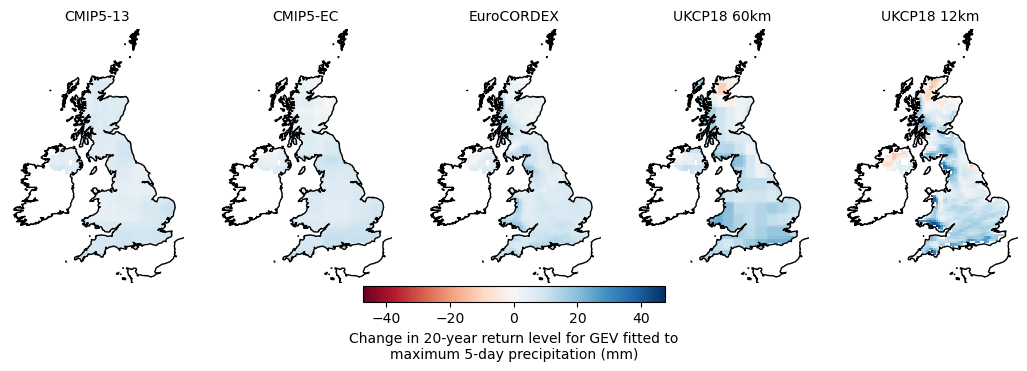 CMIP5-13 CMIP5-EC EuroCORDEX UKCP18 60km UKCP18 12km
−40 −20 0 20 40
Change in 20-year return level for GEV fitted to
maximum 5-day precipitation (mm)